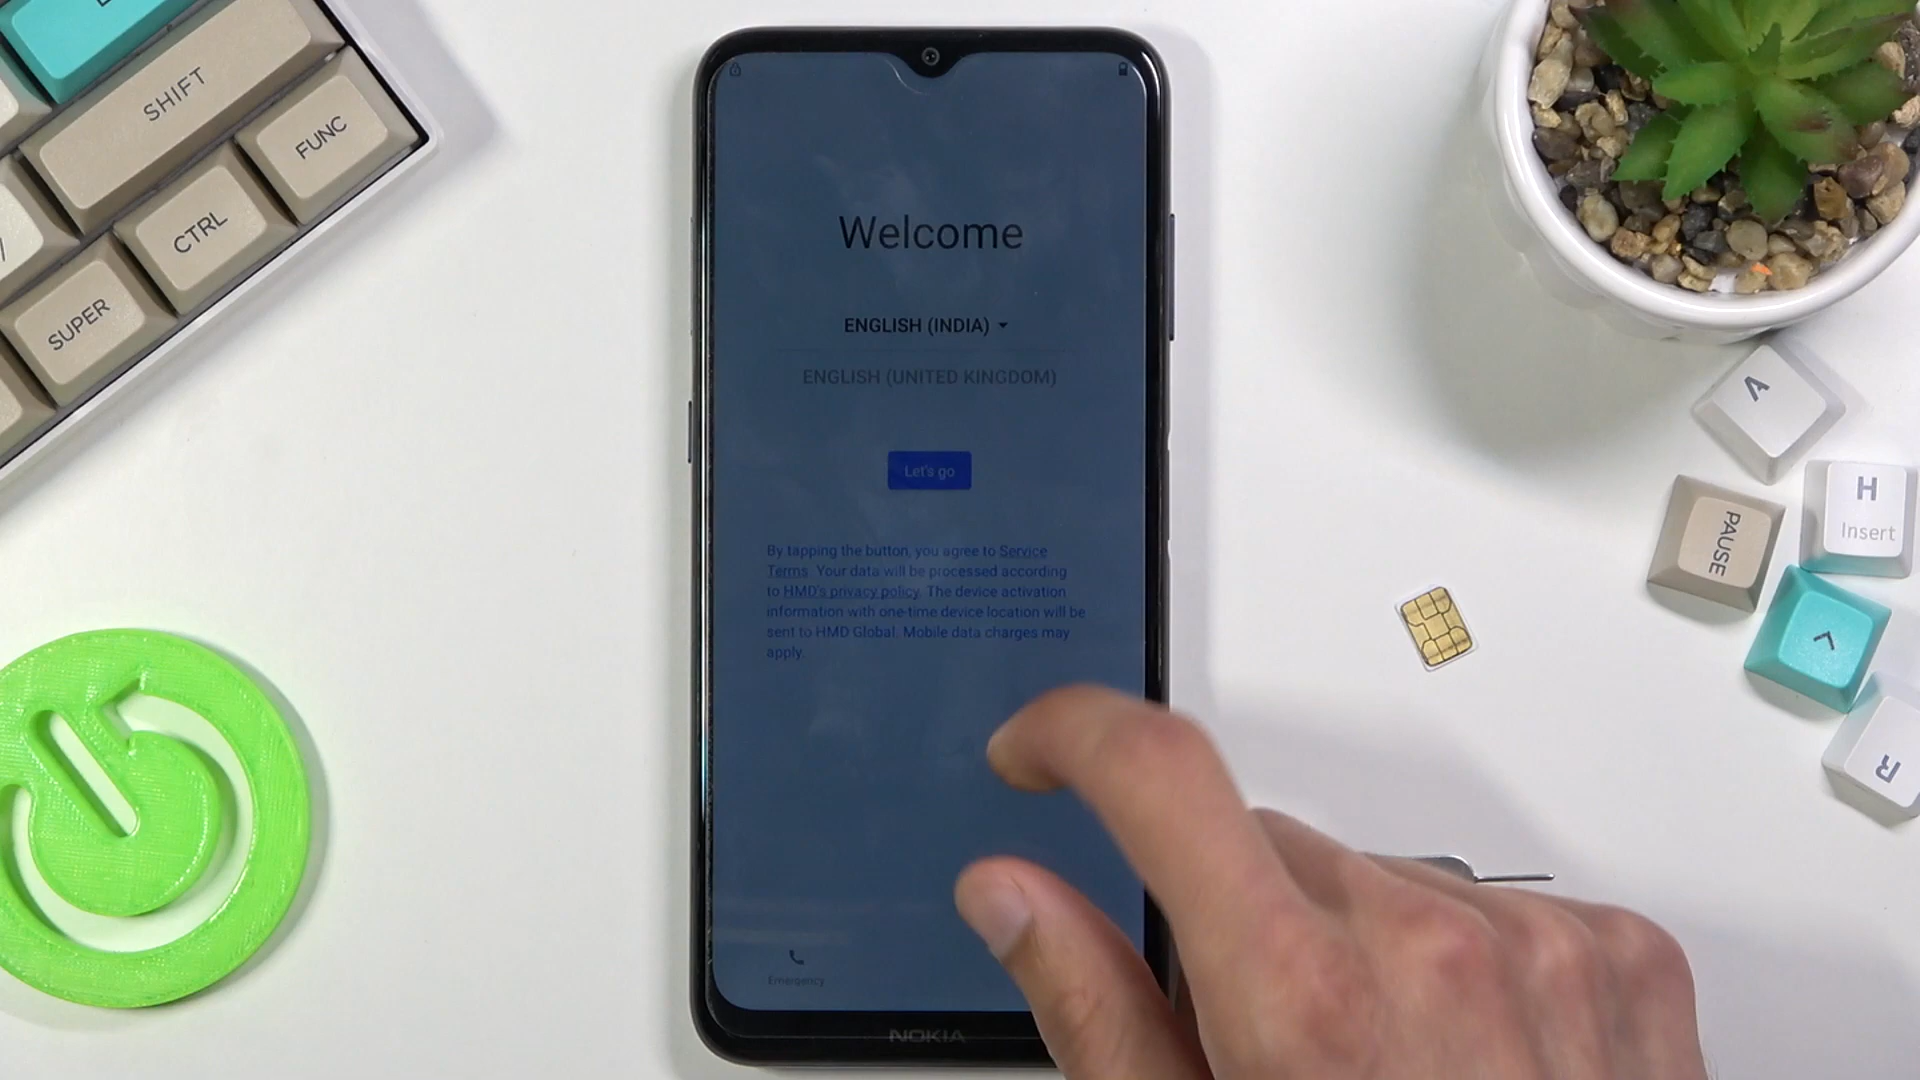 SHIFT
FUNC
CTRL
SUPER
Welcome
ENGLISH (INDIA)
ENGLISH (UNITED KINGDOM)
Let's go
By tapping the button, you agree to Service
Terms. Your data will be processed according
to HMD's privacy policy. The device activation
information with one-time device location will be
sent to HMD Global. Mobile data charges may
apply.
Emergency
NOKIA
A
H
Insert
PAUSE
<
R